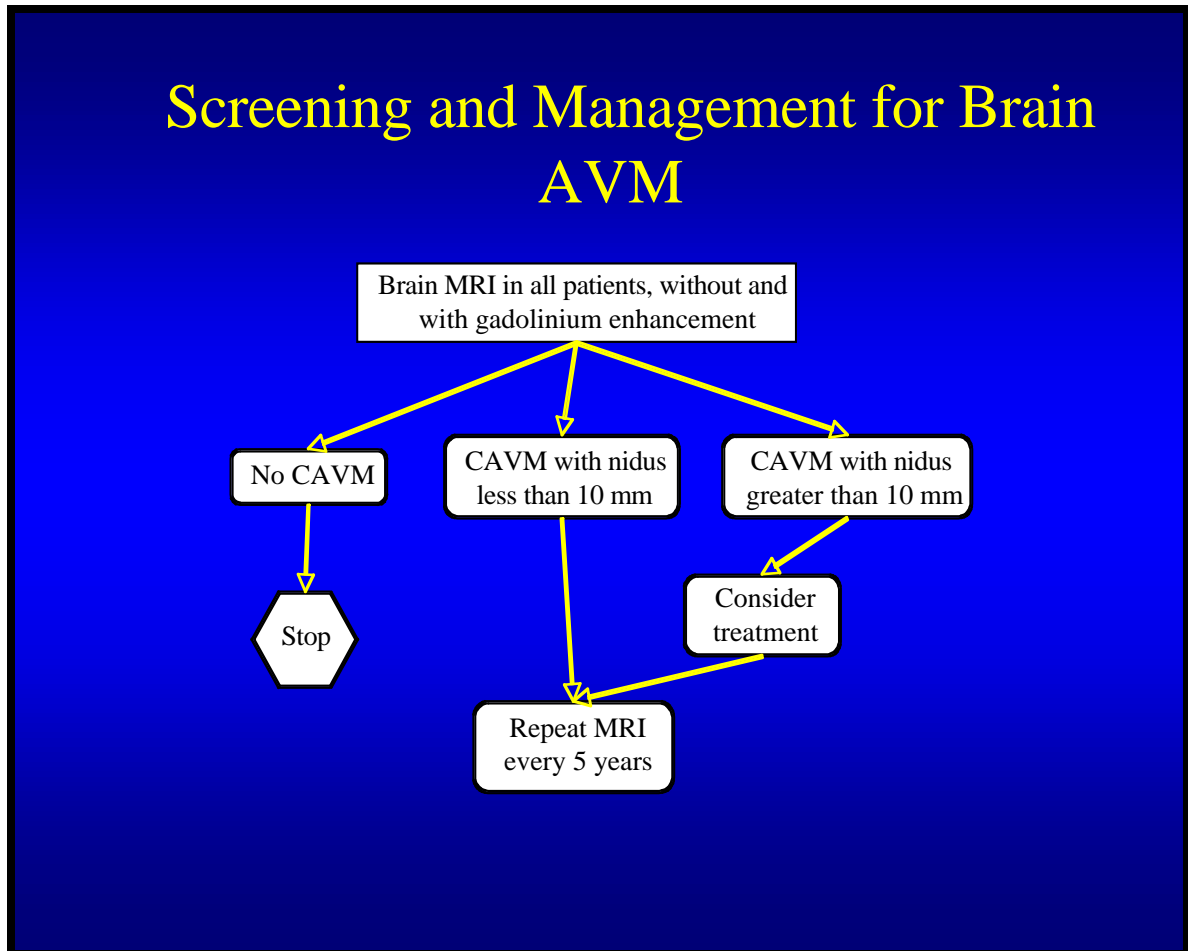 Screening and Management for Brain
AVM
Brain MRI in all patients, without and
with gadolinium enhancement
No CAVM
CAVM with nidus
less than 10 mm
CAVM with nidus
greater than 10 mm
Stop
Consider
treatment
Repeat MRI
every 5 years